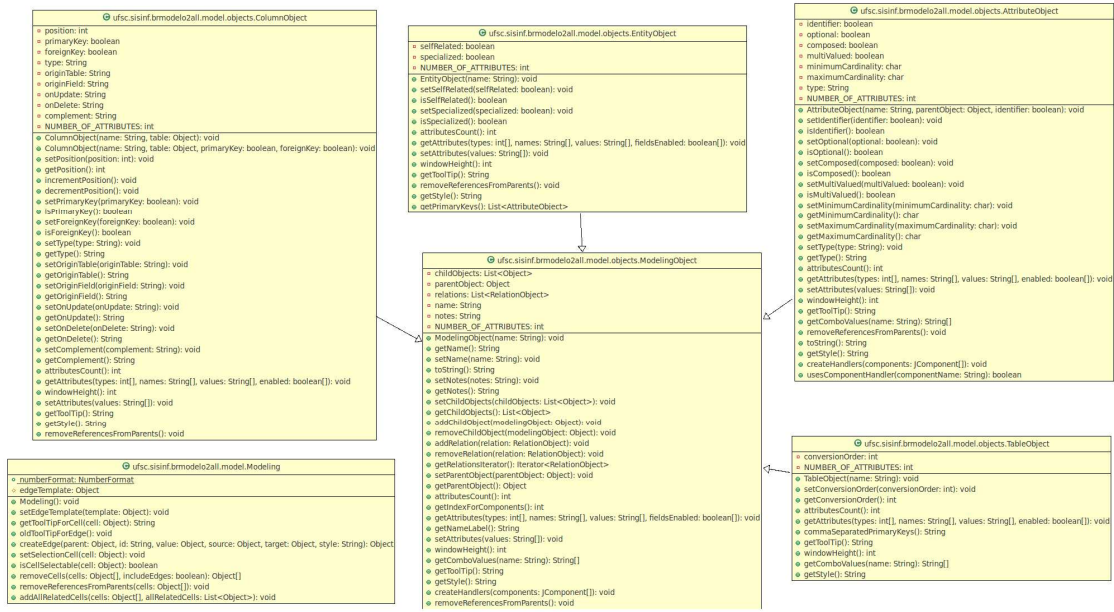 ufsc.sisinf.brmodelo2all.model.objects.ColumnObject
position: int
primaryKey: boolean
foreignKey: boolean
type: String
originTable: String
originField: String
onUpdate: String
onDelete: String
complement: String
NUMBER_OF_ATTRIBUTES: int
ColumnObject(name: String, table: Object): void
ColumnObject(name: String, table: Object, primaryKey: boolean, foreignKey: boolean): void
setPosition(position: int): void
getPosition(): int
incrementPosition(): void
decrementPosition(): void
setPrimaryKey(primaryKey: boolean): void
isPrimaryKey(): boolean
setForeignKey(foreignKey: boolean): void
isForeignKey(): boolean
setType(type: String): void
getType(): String
setOriginTable(originTable: String): void
getOriginTable(): String
setOriginField(originField: String): void
getOriginField(): String
setOnUpdate(onUpdate: String): void
getOnUpdate(): String
setOnDelete(onDelete: String): void
getOnDelete(): String
setComplement(complement: String): void
getComplement(): String
attributesCount(): int
getAttributes(types: int[], names: String[], values: String[], enabled: boolean[]): void
windowHeight(): int
setAttributes(values: String[]): void
getToolTip(): String
getStyle(): String
removeReferencesFromParents(): void
ufsc.sisinf.brmodelo2all.model.objects.EntityObject
selfRelated: boolean
specialized: boolean
NUMBER_OF_ATTRIBUTES: int
EntityObject(name: String): void
setSelfRelated(selfRelated: boolean): void
isSelfRelated(): boolean
setSpecialized(specialized: boolean): void
isSpecialized(): boolean
attributesCount(): int
getAttributes(types: int[], names: String[], values: String[], fieldsEnabled: boolean[]): void
setAttributes(values: String[]): void
windowHeight(): int
getToolTip(): String
removeReferencesFromParents(): void
getStyle(): String
getPrimaryKeys(): List<AttributeObject>
ufsc.sisinf.brmodelo2all.model.objects.AttributeObject
identifier: boolean
optional: boolean
composed: boolean
multiValued: boolean
minimumCardinality: char
maximumCardinality: char
type: String
NUMBER_OF_ATTRIBUTES: int
AttributeObject(name: String, parentObject: Object, identifier: boolean): void
setIdentifier(identifier: boolean): void
isIdentifier(): boolean
setOptional(optional: boolean): void
isOptional(): boolean
setComposed(composed: boolean): void
isComposed(): boolean
setMultiValued(multiValued: boolean): void
isMultiValued(): boolean
setMinimumCardinality(minimumCardinality: char): void
getMinimumCardinality(): char
setMaximumCardinality(maximumCardinality: char): void
getMaximumCardinality(): char
setType(type: String): void
getType(): String
attributesCount(): int
getAttributes(types: int[], names: String[], values: String[], enabled: boolean[]): void
setAttributes(values: String[]): void
windowHeight(): int
getToolTip(): String
getComboValues(name: String): String[]
removeReferencesFromParents(): void
toString(): String
getStyle(): String
createHandlers(components: JComponent[]): void
usesComponentHandler(componentName: String): boolean
ufsc.sisinf.brmodelo2all.model.objects.ModelingObject
childObjects: List<Object>
parentObject: Object
relations: List<RelationObject>
name: String
notes: String
NUMBER_OF_ATTRIBUTES: int
ModelingObject(name: String): void
getName(): String
setName(name: String): void
toString(): String
setNotes(notes: String): void
getNotes(): String
setChildObjects(childObjects: List<Object>): void
getChildObjects(): List<Object>
addChildObject(modelingObject: Object): void
removeChildObject(modelingObject: Object): void
addRelation(relation: RelationObject): void
removeRelation(relation: RelationObject): void
getRelationsIterator(): Iterator<RelationObject>
setParentObject(parentObject: Object): void
getParentObject(): Object
attributesCount(): int
getIndexForComponents(): int
getAttributes(types: int[], names: String[], values: String[], fieldsEnabled: boolean[]): void
getNameLabel(): String
setAttributes(values: String[]): void
windowHeight(): int
getComboValues(name: String): String[]
getToolTip(): String
getStyle(): String
createHandlers(components: JComponent[]): void
removeReferencesFromParents(): void
ufsc.sisinf.brmodelo2all.model.objects.TableObject
conversionOrder: int
NUMBER_OF_ATTRIBUTES: int
TableObject(name: String): void
setConversionOrder(conversionOrder: int): void
getConversionOrder(): int
attributesCount(): int
getAttributes(types: int[], names: String[], values: String[], enabled: boolean[]): void
commaSeparatedPrimaryKeys(): String
getToolTip(): String
windowHeight(): int
getComboValues(name: String): String[]
getStyle(): String
ufsc.sisinf.brmodelo2all.model.Modeling
numberFormat: NumberFormat
edgeTemplate: Object
Modeling(): void
setEdgeTemplate(template: Object): void
getToolTipForCell(cell: Object): String
oldToolTipForEdge(): void
createEdge(parent: Object, id: String, value: Object, source: Object, target: Object, style: String): Object
setSelectionCell(cell: Object): void
isCellSelectable(cell: Object): boolean
removeCells(cells: Object[], includeEdges: boolean): Object[]
removeReferencesFromParents(cells: Object[]): void
addAllRelatedCells(cells: Object[], allRelatedCells: List<Object>): void